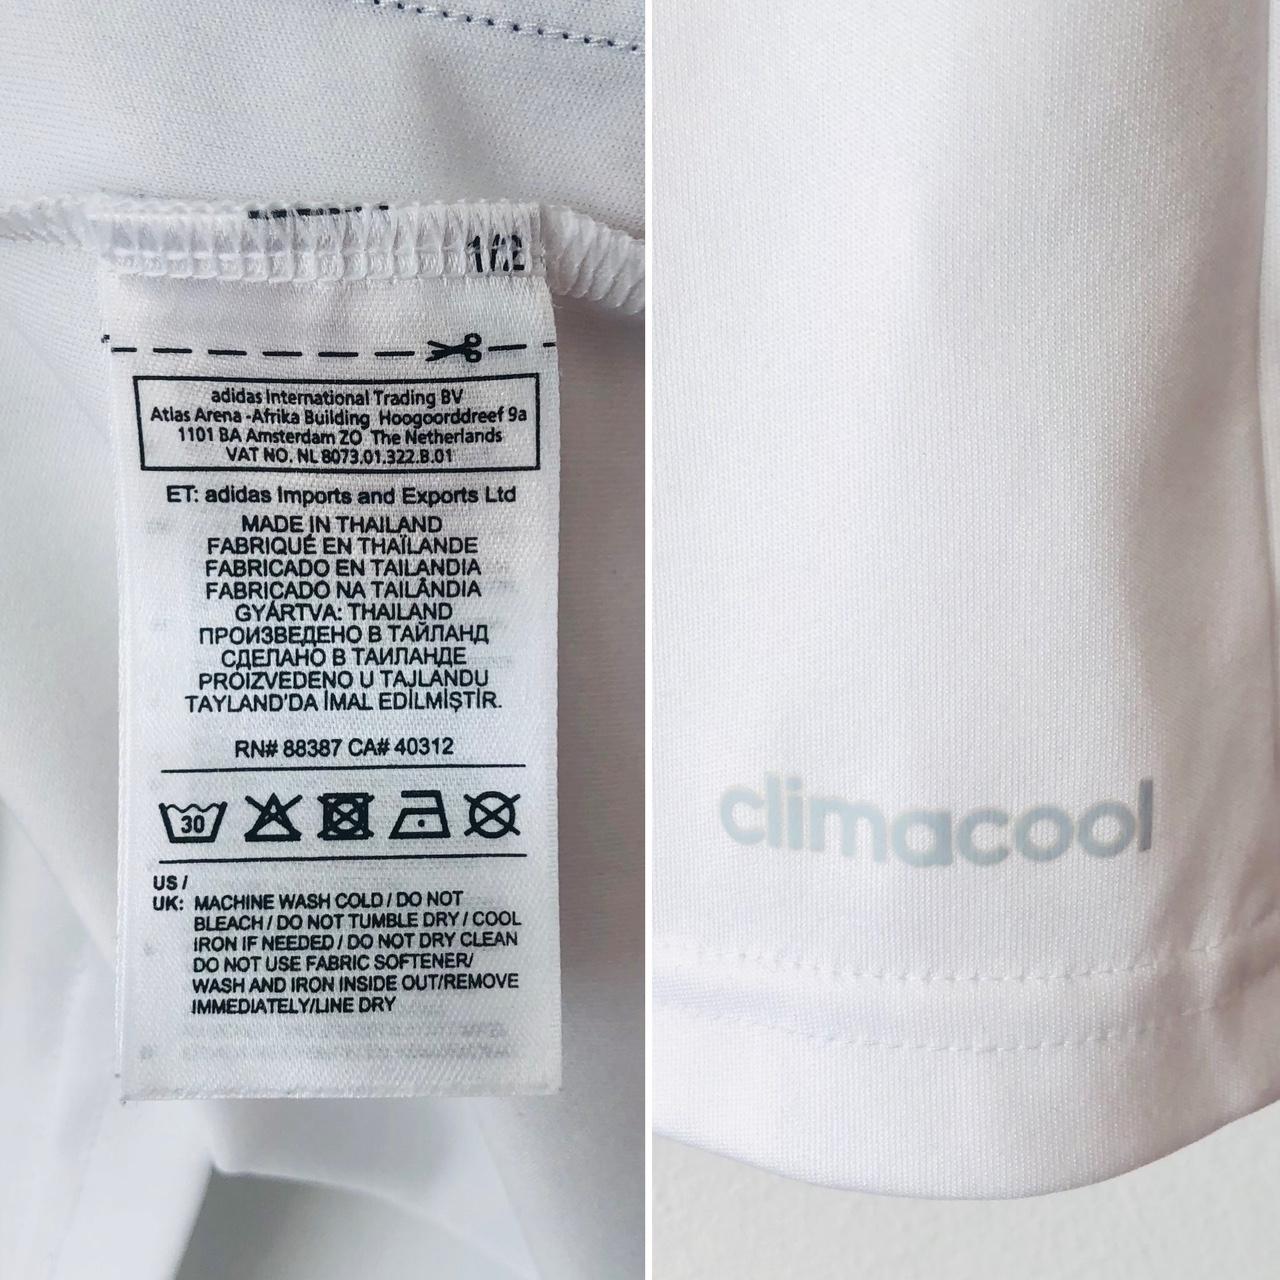 1/2
adidas International Trading BV
Atlas Arena -Afrika Building Hoogoorddreef 9a
1101 BA Amsterdam ZO The Netherlands
VAT NO. NL 8073.01.322.B.01
ET: adidas Imports and Exports Ltd
MADE IN THAILAND
FABRIQUÉ EN THAÏLANDE
FABRICADO EN TAILANDIA
FABRICADO NA TAILÂNDIA
GYÁRTVA: THAILAND
ПРОИЗВЕДЕНО В ТАЙЛАНД
СДЕЛАНО В ТАИЛАНДЕ
PROIZVEDENO U TAJLANDU
TAYLAND'DA İMAL EDİLMİŞTİR.
RN# 88387 CA# 40312
30
US /
UK: MACHINE WASH COLD / DO NOT
BLEACH / DO NOT TUMBLE DRY / COOL
IRON IF NEEDED / DO NOT DRY CLEAN
DO NOT USE FABRIC SOFTENER/
WASH AND IRON INSIDE OUT/REMOVE
IMMEDIATELY/LINE DRY
climacool